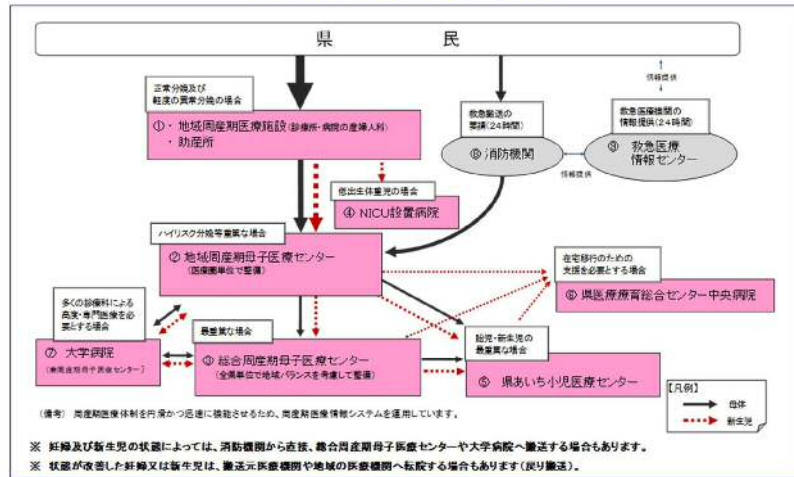 県　　　民
正常分娩及び
軽度の異常分娩の場合
①・地域周産期医療施設(診療所・病院の産婦人科)
・助産所
救急搬送の
要請(24時間)
⑧消防機関
情報提供
救急医療機関の
情報提供(24時間)
⑨ 救急医療
情報センター
情報提供
低出生体重児の場合
④ NICU設置病院
ハイリスク分娩等重篤な場合
②地域周産期母子医療センター
(医療圏単位で整備)
在宅移行のための
支援を必要とする場合
⑥県医療療育総合センター中央病院
多くの診療科による
高度・専門医療を必
要とする場合
⑦ 大学病院
最重篤な場合
③総合周産期母子医療センター
(全県単位で地域バランスを考慮して整備)
胎児・新生児の
最重篤な場合
⑤ 県あいち小児医療センター
【凡例】
母体
新生児
(備考) 周産期医療体制を円滑かつ迅速に機能させるため、周産期医療情報システムを運用しています。
※ 妊婦及び新生児の状態によっては、消防機関から直接、総合周産期母子医療センターや大学病院へ搬送する場合もあります。
※ 状態が改善した妊婦又は新生児は、搬送元医療機関や地域の医療機関へ転院する場合もあります(戻り搬送)。